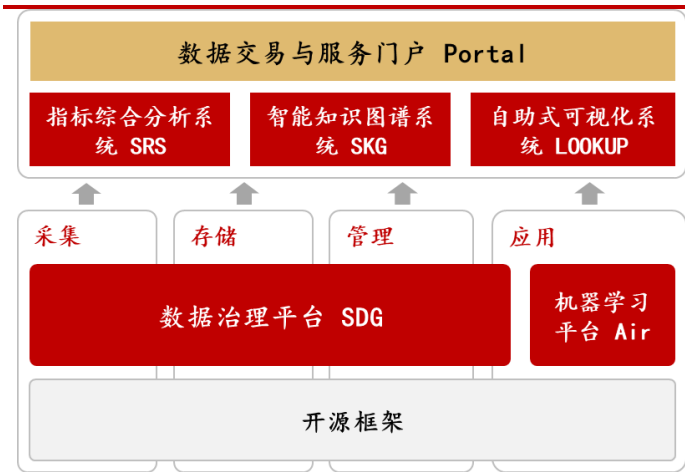 数据交易与服务门户 Portal
指标综合分析系
统 SRS
智能知识图谱系
统 SKG
自助式可视化系
统 LOOKUP
采集
存储
管理
应用
数据治理平台 SDG
机器学习
平台 Air
开源框架